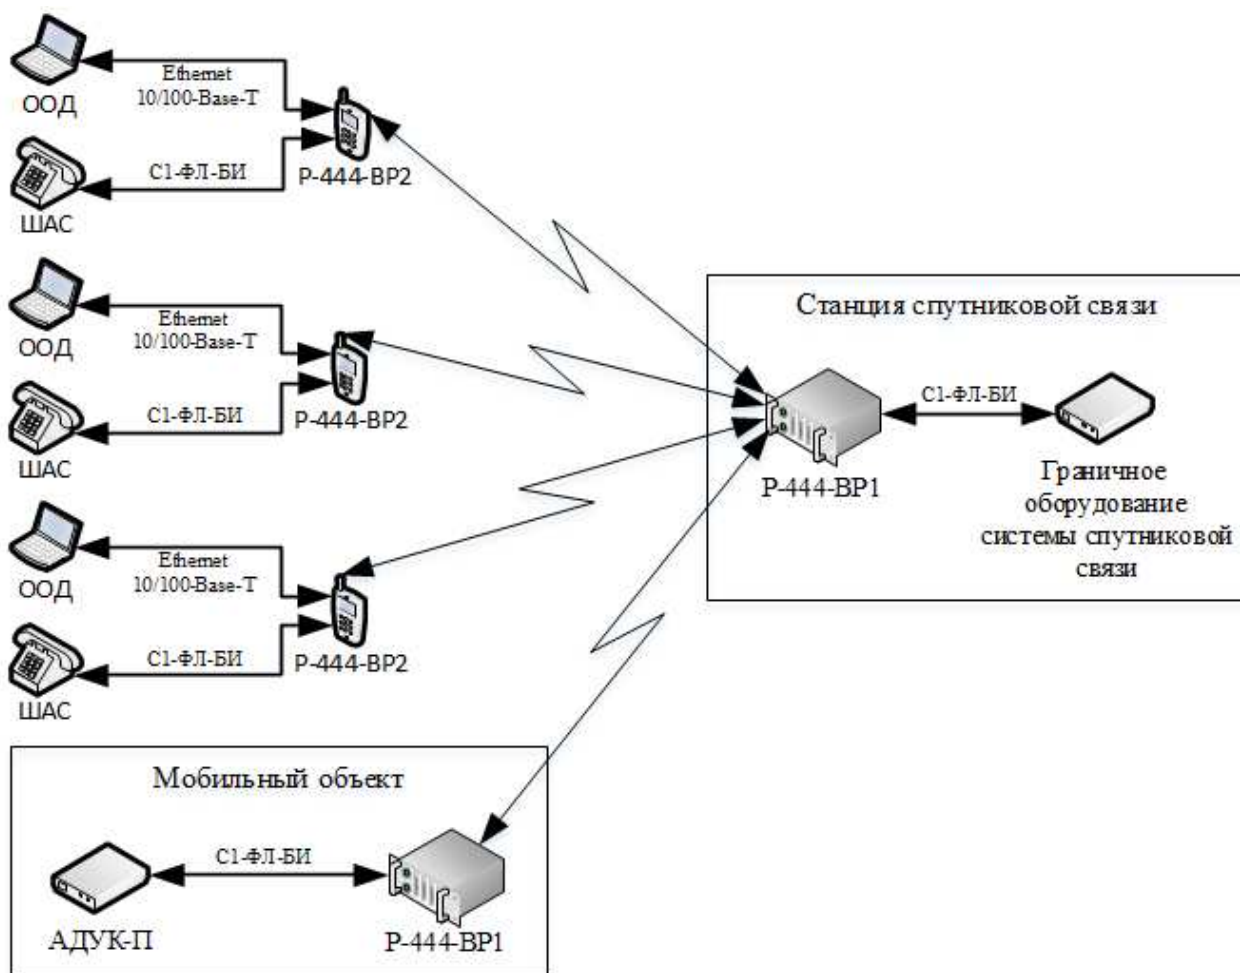 Ethernet
10/100-Base-T
ООД
С1-ФЛ-БИ
Р-444-ВР2
ШАС
Ethernet
10/100-Base-T
ООД
С1-ФЛ-БИ
Р-444-ВР2
ШАС
Ethernet
10/100-Base-T
ООД
С1-ФЛ-БИ
Р-444-ВР2
ШАС
Станция спутниковой связи
С1-ФЛ-БИ
Р-444-ВР1
Граничное
оборудование
системы спутниковой
связи
Мобильный объект
С1-ФЛ-БИ
АДУК-П
Р-444-ВР1